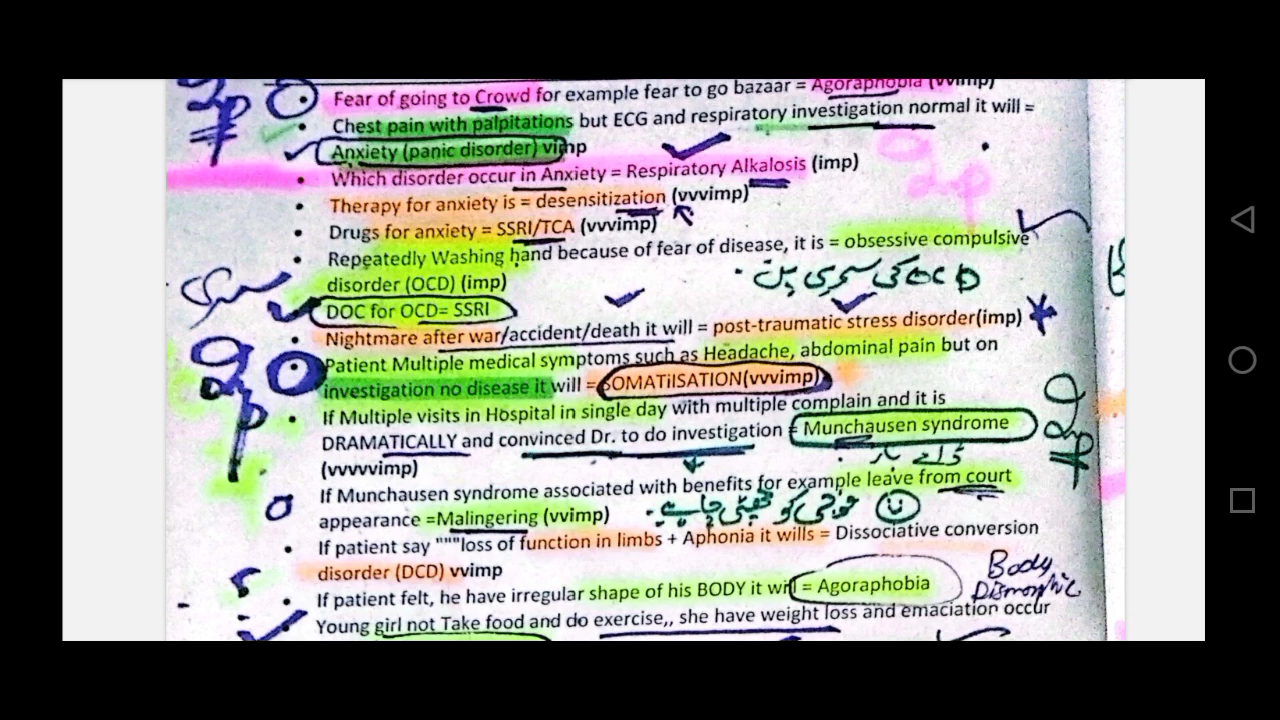 Fear of going to Crowd for example fear to go bazaar = Agoraphobia (vvimp)
• Chest pain with palpitations but ECG and respiratory investigation normal it will =
Anxiety (panic disorder) vimp
• Which disorder occur in Anxiety = Respiratory Alkalosis (imp)
• Therapy for anxiety is = desensitization (vvvimp)
• Drugs for anxiety = SSRI/TCA (vvvimp)
• Repeatedly Washing hand because of fear of disease, it is = obsessive compulsive
disorder (OCD) (imp)
OCD کی
• DOC for OCD= SSRI
• Nightmare after war/accident/death it will = post-traumatic stress disorder(imp)
• Patient Multiple medical symptoms such as Headache, abdominal pain but on
investigation no disease it will = SOMATiISATION(vvvimp)
• If Multiple visits in Hospital in single day with multiple complain and it is
DRAMATICALLY and convinced Dr. to do investigation = Munchausen syndrome
(vvvvvimp)
If Munchausen syndrome associated with benefits for example leave from court
appearance =Malingering (vvimp)
کو چھٹی چاہیے
• If patient say """loss of function in limbs + Aphonia it wills = Dissociative conversion
disorder (DCD) vvimp
• If patient felt, he have irregular shape of his BODY it will = Agoraphobia
Body
Dismorphic
• Young girl not Take food and do exercise,, she have weight loss and emaciation occur